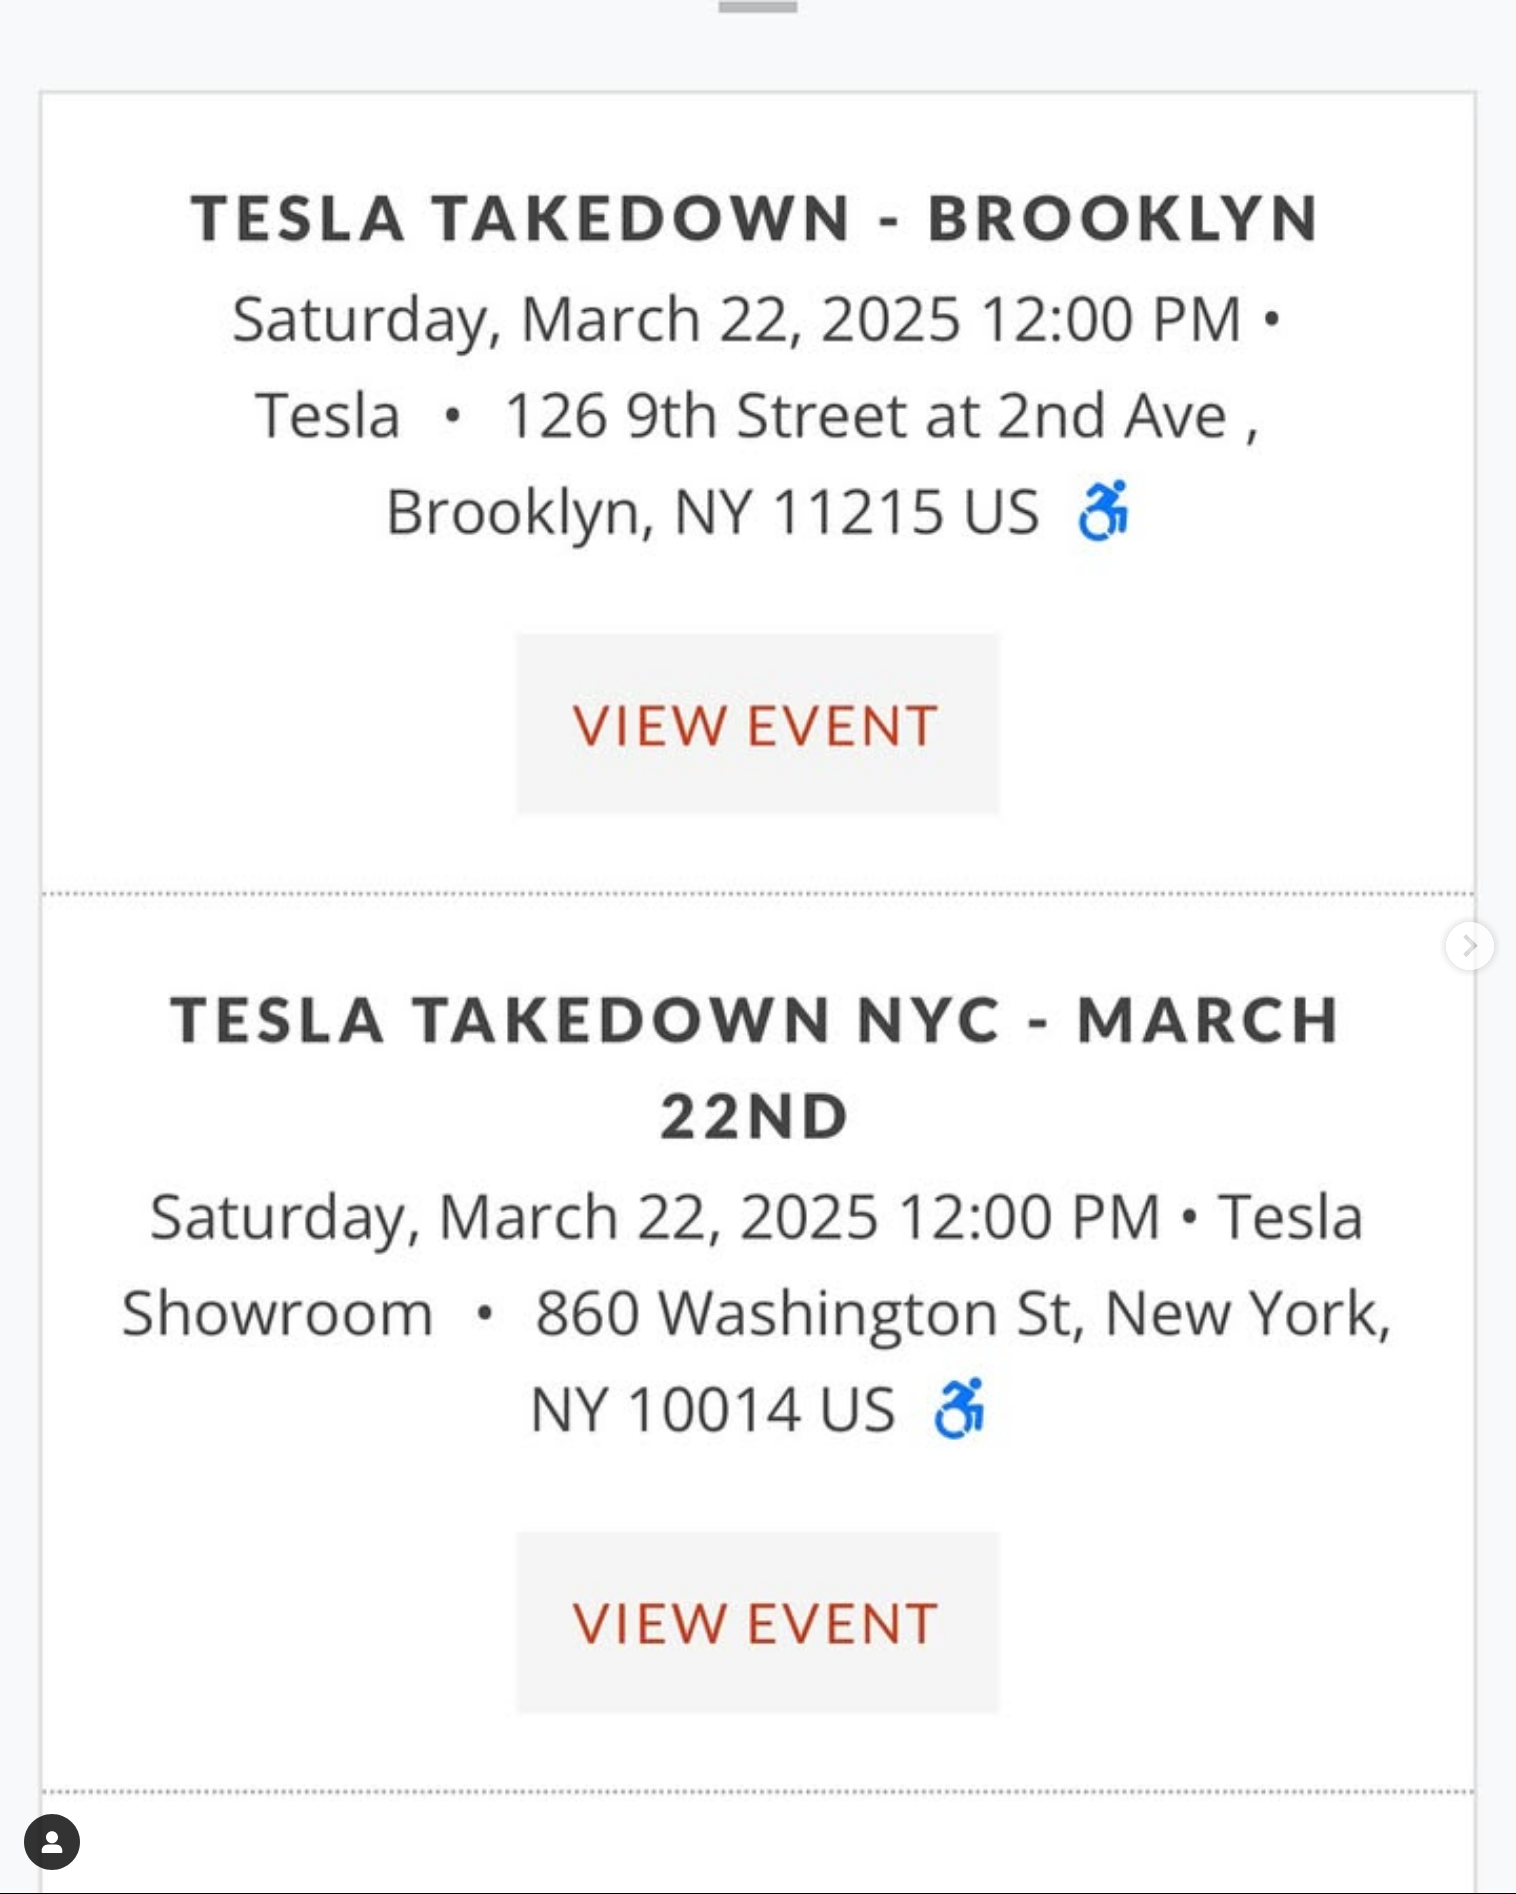 TESLA TAKEDOWN - BROOKLYN
Saturday, March 22, 2025 12:00 PM •
Tesla • 126 9th Street at 2nd Ave ,
Brooklyn, NY 11215 US ♿
VIEW EVENT
TESLA TAKEDOWN NYC - MARCH
22ND
Saturday, March 22, 2025 12:00 PM • Tesla
Showroom • 860 Washington St, New York,
NY 10014 US ♿
VIEW EVENT